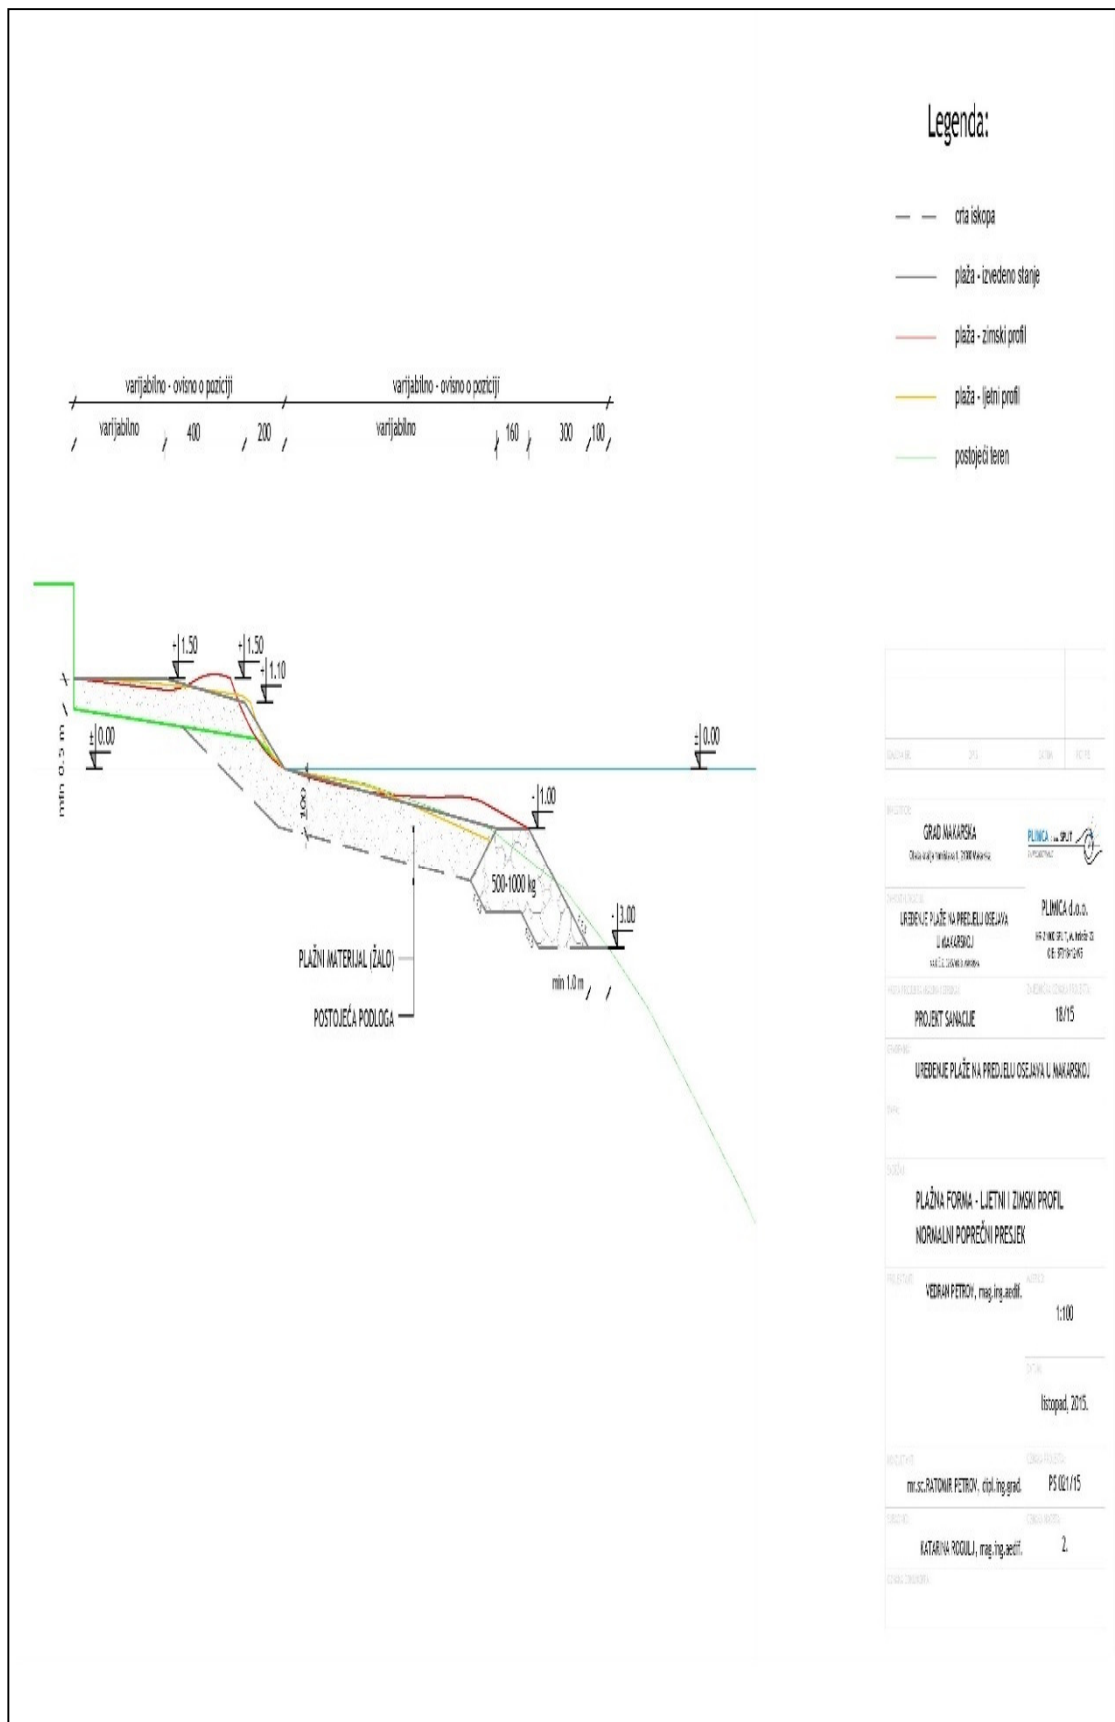 Legenda:
crta iskopa
plaža - izvedeno stanje
plaža - zimski profil
plaža - ljetni profil
postojeći teren
varijabilno - ovisno o poziciji
varijabilno - ovisno o poziciji
varijabilno
400
200
varijabilno
160
300
100
+ 1.50
+ 1.50
+ 1.10
± 0.00
± 0.00
min 0.5 m
100
- 1.00
500-1000 kg
- 3.00
PLAŽNI MATERIJAL (ŽALO)
min 1.0 m
POSTOJEĆA PODLOGA
GRAD MAKARSKA
PLIMICA d.o.o. SPLIT
UREĐENJE PLAŽE NA PREDJELU OSEJAVA
U MAKARSKOJ
PLIMICA d.o.o.
PROJEKT SANACIJE
18/15
UREĐENJE PLAŽE NA PREDJELU OSEJAVA U MAKARSKOJ
PLAŽNA FORMA - LJETNI I ZIMSKI PROFIL
NORMALNI POPREČNI PRESJEK
VEDRAN PETROV, mag.ing.aedif.
1:100
listopad, 2015.
mr.sc.RATOMIR PETROV, dipl.ing.grad.
PS 021/15
KATARINA ROGULJ, mag.ing.aedif.
2.